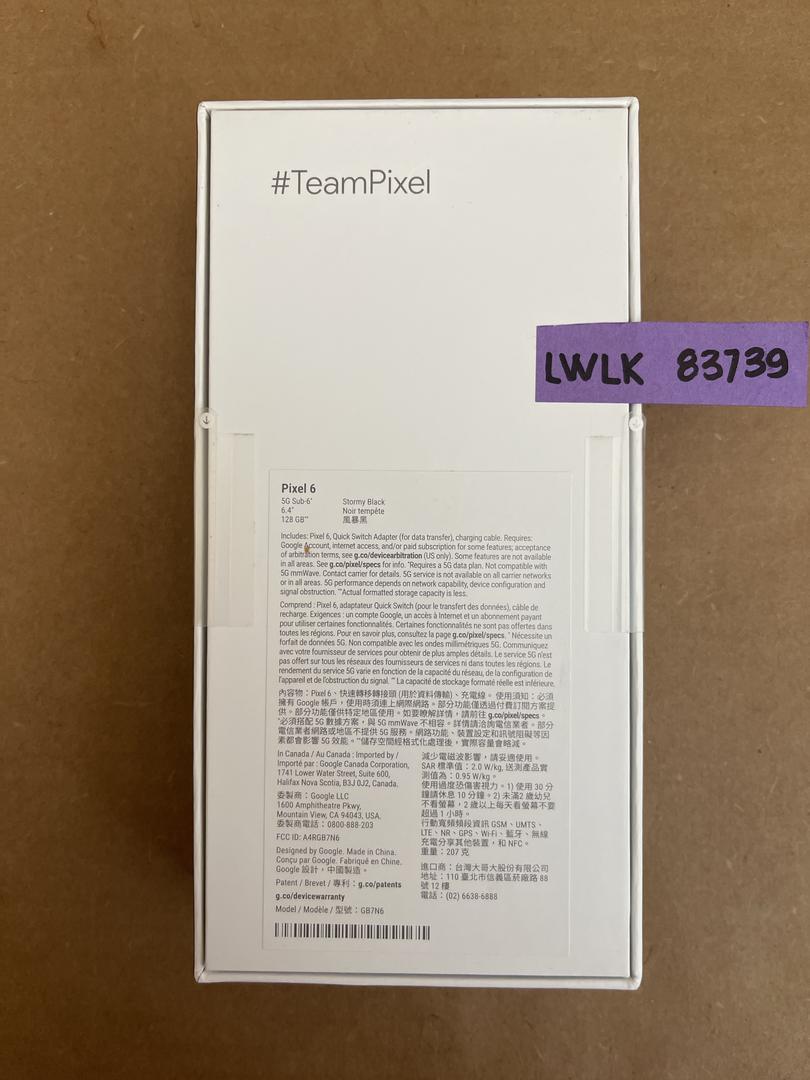 #TeamPixel
LWLK 83739
Pixel 6
5G Sub-6*
6.4"
128 GB**
Stormy Black
Noir tempête
風暴黑
Includes: Pixel 6, Quick Switch Adapter (for data transfer), charging cable. Requires:
Google Account, internet access, and/or paid subscription for some features; acceptance
of arbitration terms, see g.co/devicearbitration (US only). Some features are not available
in all areas. See g.co/pixel/specs for info. *Requires a 5G data plan. Not compatible with
5G mmWave. Contact carrier for details. 5G service is not available on all carrier networks
or in all areas. 5G performance depends on network capability, device configuration and
signal obstruction. **Actual formatted storage capacity is less.
Comprend : Pixel 6, adaptateur Quick Switch (pour le transfert des données), câble de
recharge. Exigences : un compte Google, un accès à Internet et un abonnement payant
pour utiliser certaines fonctionnalités. Certaines fonctionnalités ne sont pas offertes dans
toutes les régions. Pour en savoir plus, consultez la page g.co/pixel/specs. * Nécessite un
forfait de données 5G. Non compatible avec les ondes millimétriques 5G. Communiquez
avec votre fournisseur de services pour obtenir de plus amples détails. Le service 5G n'est
pas offert sur tous les réseaux des fournisseurs de services ni dans toutes les régions. Le
rendement du service 5G varie en fonction de la capacité du réseau, de la configuration de
l'appareil et de l'obstruction du signal. ** La capacité de stockage formaté réelle est inférieure.
內容物：Pixel 6、快速轉移轉接頭 (用於資料傳輸)、充電線。使用須知：必須
擁有 Google 帳戶，使用時須連上網際網路。部分功能僅透過付費訂閱方案提
供。部分功能僅供特定地區使用。如要瞭解詳情，請前往 g.co/pixel/specs。
*必須搭配 5G 數據方案，與 5G mmWave 不相容。詳情請洽詢電信業者。部分
電信業者網路或地區不提供 5G 服務。網路功能、裝置設定和訊號阻礙等因
素都會影響 5G 效能。**儲存空間經格式化處理後，實際容量會略減。
In Canada / Au Canada : Imported by /
Importé par : Google Canada Corporation,
1741 Lower Water Street, Suite 600,
Halifax Nova Scotia, B3J 0J2, Canada.
委製商：Google LLC
1600 Amphitheatre Pkwy,
Mountain View, CA 94043, USA.
委製商電話：0800-888-203
FCC ID: A4RGB7N6
Designed by Google. Made in China.
Conçu par Google. Fabriqué en Chine.
Google 設計，中國製造。
Patent / Brevet / 專利：g.co/patents
g.co/devicewarranty
Model / Modèle / 型號：GB7N6
減少電磁波影響，請妥適使用。
SAR 標準值：2.0 W/kg, 送測產品實
測值為：0.95 W/kg。
使用過度恐傷害視力。1) 使用 30 分
鐘請休息 10 分鐘。2) 未滿2 歲幼兒
不看螢幕，2 歲以上每天看螢幕不要
超過 1 小時。
行動寬頻頻段資訊 GSM、UMTS、
LTE、NR、GPS、Wi-Fi、藍牙、無線
充電分享其他裝置，和 NFC。
重量：207 克
進口商：台灣大哥大股份有限公司
地址：110 臺北市信義區菸廠路 88
號 12 樓
電話：(02) 6638-6888